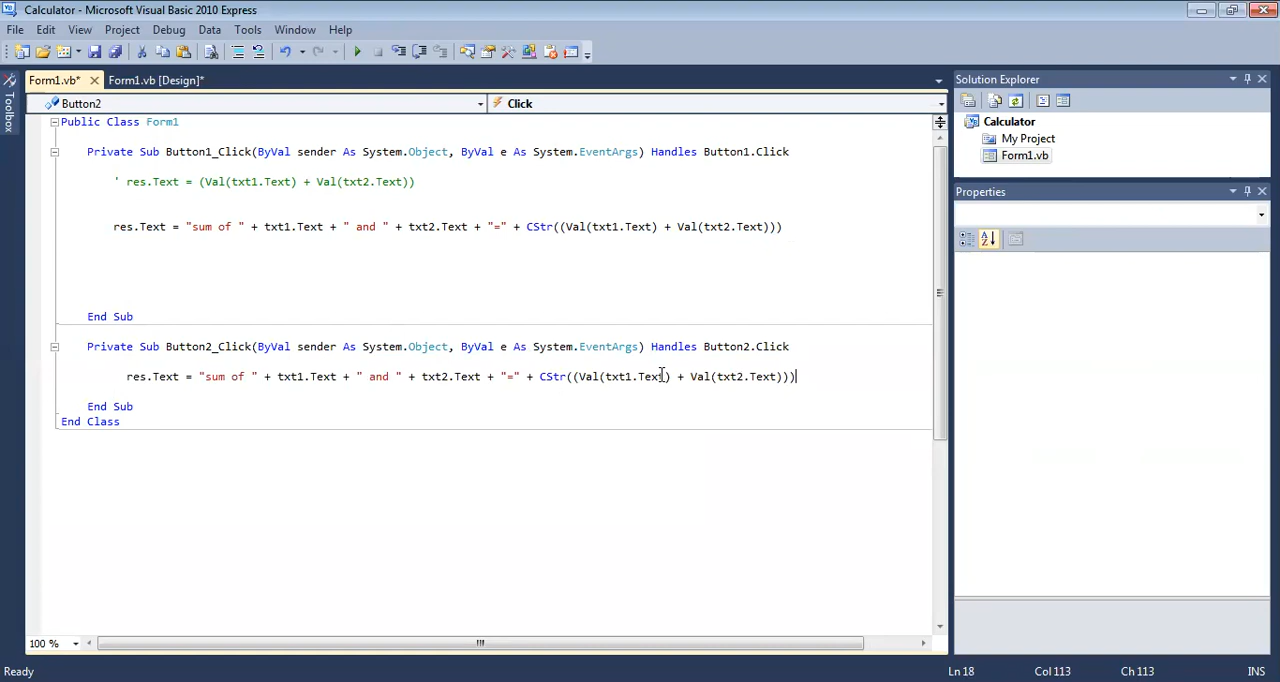 Calculator - Microsoft Visual Basic 2010 Express
File Edit View Project Debug Data Tools Window Help
Form1.vb* Form1.vb [Design]*
Solution Explorer
Button2 Click
Toolbox
Public Class Form1
Calculator
My Project
Private Sub Button1_Click(ByVal sender As System.Object, ByVal e As System.EventArgs) Handles Button1.Click
Form1.vb
' res.Text = (Val(txt1.Text) + Val(txt2.Text))
Properties
res.Text = "sum of " + txt1.Text + " and " + txt2.Text + "=" + CStr((Val(txt1.Text) + Val(txt2.Text)))
End Sub
Private Sub Button2_Click(ByVal sender As System.Object, ByVal e As System.EventArgs) Handles Button2.Click
res.Text = "sum of " + txt1.Text + " and " + txt2.Text + "=" + CStr((Val(txt1.Text) + Val(txt2.Text)))
End Sub
End Class
100 %
Ready Ln 18 Col 113 Ch 113 INS